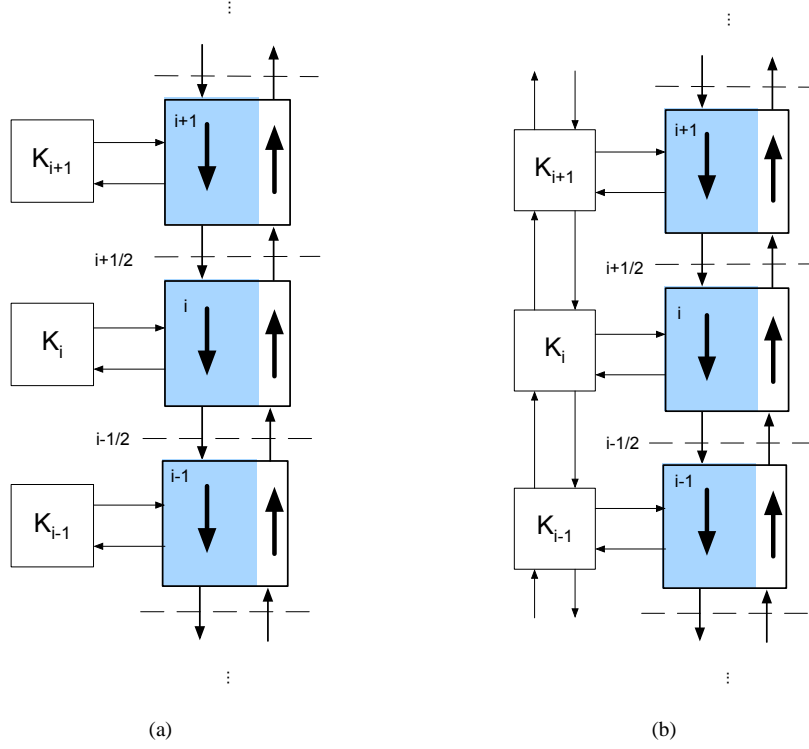 ⋮
i+1
K_{i+1}
i+1/2
i
K_i
i-1/2
i-1
K_{i-1}
⋮
(a)
⋮
i+1
K_{i+1}
i+1/2
i
K_i
i-1/2
i-1
K_{i-1}
⋮
(b)